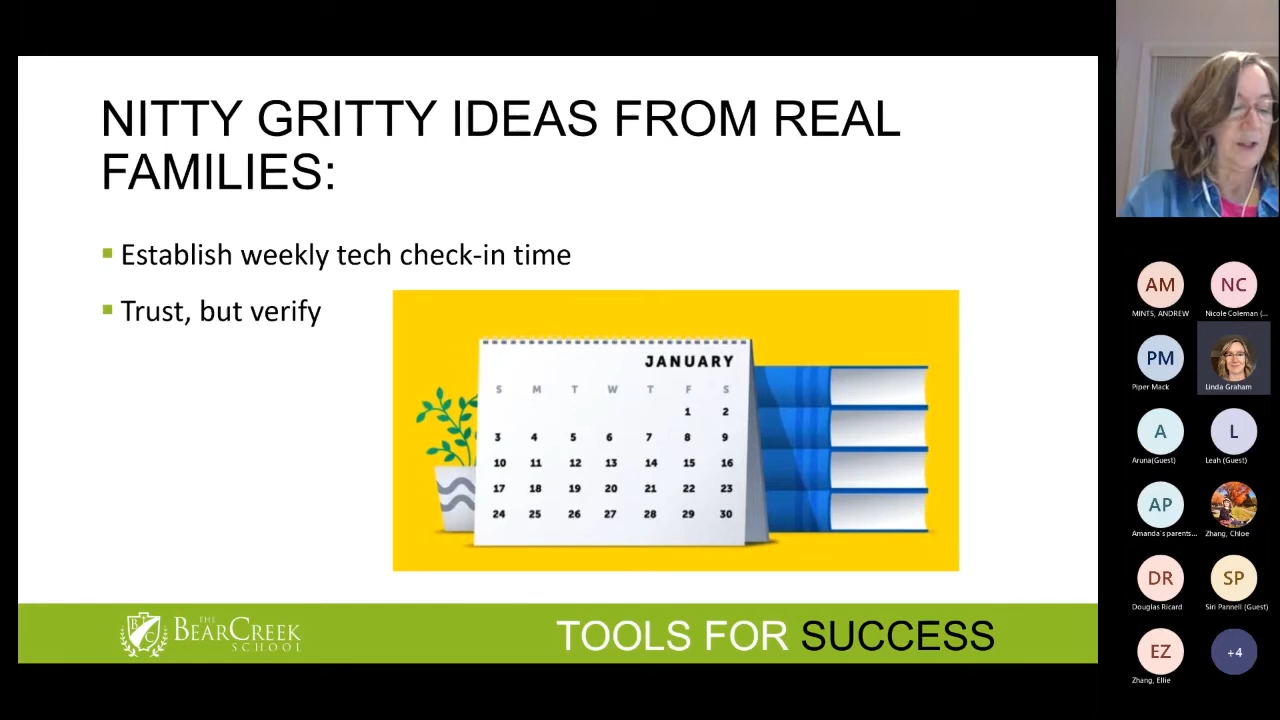 NITTY GRITTY IDEAS FROM REAL
FAMILIES:
Establish weekly tech check-in time
Trust, but verify
JANUARY
S M T W T F S
1 2
3 4 5 6 7 8 9
10 11 12 13 14 15 16
17 18 19 20 21 22 23
24 25 26 27 28 29 30
THE
BEARCREEK
SCHOOL
TOOLS FOR SUCCESS
AM NC
MINTS, ANDREW Nicole Coleman (...
PM
Piper Mack Linda Graham
A L
Aruna(Guest) Leah (Guest)
AP
Amanda's parents... Zhang, Chloe
DR SP
Douglas Ricard Siri Pannell (Guest)
EZ +4
Zhang, Ellie